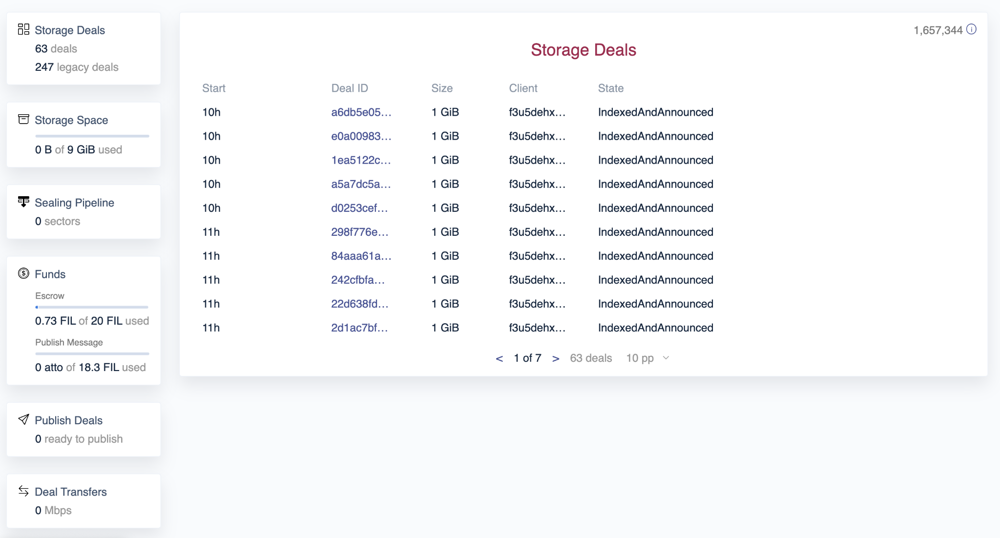 Storage Deals
63 deals
247 legacy deals
Storage Space
0 B of 9 GiB used
Sealing Pipeline
0 sectors
Funds
Escrow
0.73 FIL of 20 FIL used
Publish Message
0 atto of 18.3 FIL used
Publish Deals
0 ready to publish
Deal Transfers
0 Mbps
1,657,344
Storage Deals
Start Deal ID Size Client State
10h a6db5e05... 1 GiB f3u5dehx... IndexedAndAnnounced
10h e0a00983... 1 GiB f3u5dehx... IndexedAndAnnounced
10h 1ea5122c... 1 GiB f3u5dehx... IndexedAndAnnounced
10h a5a7dc5a... 1 GiB f3u5dehx... IndexedAndAnnounced
10h d0253cef... 1 GiB f3u5dehx... IndexedAndAnnounced
11h 298f776e... 1 GiB f3u5dehx... IndexedAndAnnounced
11h 84aaa61a... 1 GiB f3u5dehx... IndexedAndAnnounced
11h 242cfbfa... 1 GiB f3u5dehx... IndexedAndAnnounced
11h 22d638fd... 1 GiB f3u5dehx... IndexedAndAnnounced
11h 2d1ac7bf... 1 GiB f3u5dehx... IndexedAndAnnounced
< 1 of 7 > 63 deals 10 pp